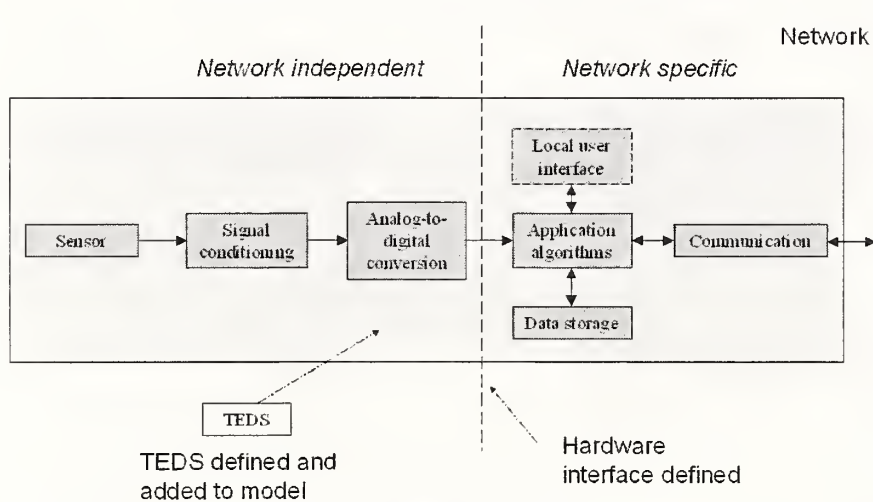 Network
Network independent
Network specific
Local user
interface
Sensor
Signal
conditioning
Analog-to-
digital
conversion
Application
algorithms
Communication
Data storage
TEDS
TEDS defined and
added to model
Hardware
interface defined